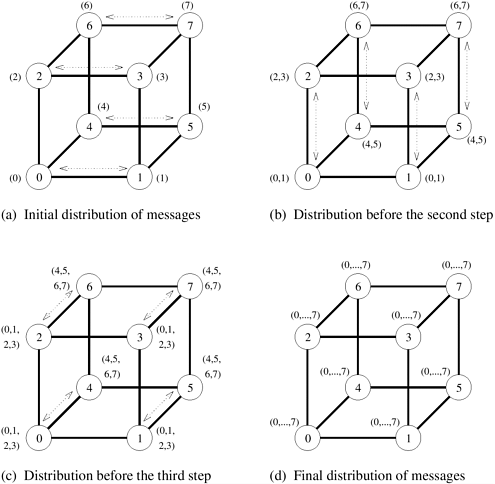 (6) (7)
6 7
(2) 2 3 (3)
(4) (5)
4 5
(0) 0 1 (1)
(a) Initial distribution of messages
(6,7) (6,7)
6 7
(2,3) 2 3 (2,3)
4 5
(4,5) (4,5)
(0,1) 0 1 (0,1)
(b) Distribution before the second step
(4,5, (4,5,
6,7) 6 7 6,7)
(0,1, 2 3 (0,1,
2,3) 2,3)
(4,5, (4,5,
6,7) 4 5 6,7)
(0,1, 0 1 (0,1,
2,3) 2,3)
(c) Distribution before the third step
(0,...,7) (0,...,7)
6 7
(0,...,7) (0,...,7)
2 3
(0,...,7) (0,...,7)
4 5
(0,...,7) (0,...,7)
0 1
(d) Final distribution of messages